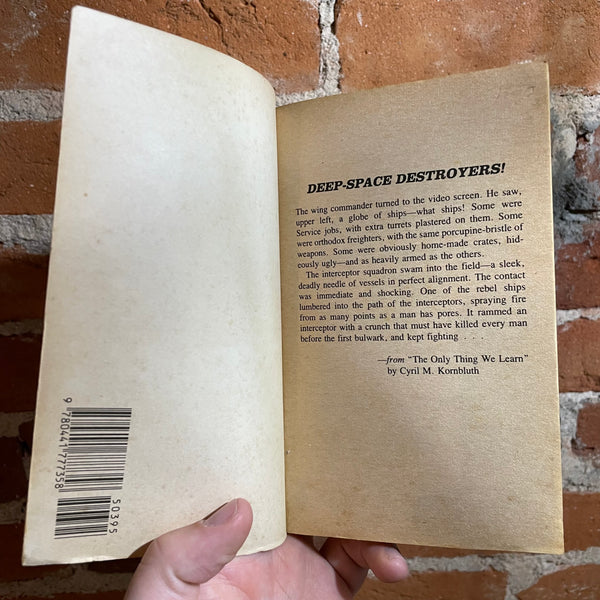 9 780441 777358
50395
DEEP-SPACE DESTROYERS!
The wing commander turned to the video screen. He saw,
upper left, a globe of ships—what ships! Some were
Service jobs, with extra turrets plastered on them. Some
were orthodox freighters, with the same porcupine-bristle of
weapons. Some were obviously home-made crates, hid-
eously ugly—and as heavily armed as the others.
The interceptor squadron swam into the field—a sleek,
deadly needle of vessels in perfect alignment. The contact
was immediate and shocking. One of the rebel ships
lumbered into the path of the interceptors, spraying fire
from as many points as a man has pores. It rammed an
interceptor with a crunch that must have killed every man
before the first bulwark, and kept fighting . . .
—from "The Only Thing We Learn"
by Cyril M. Kornbluth